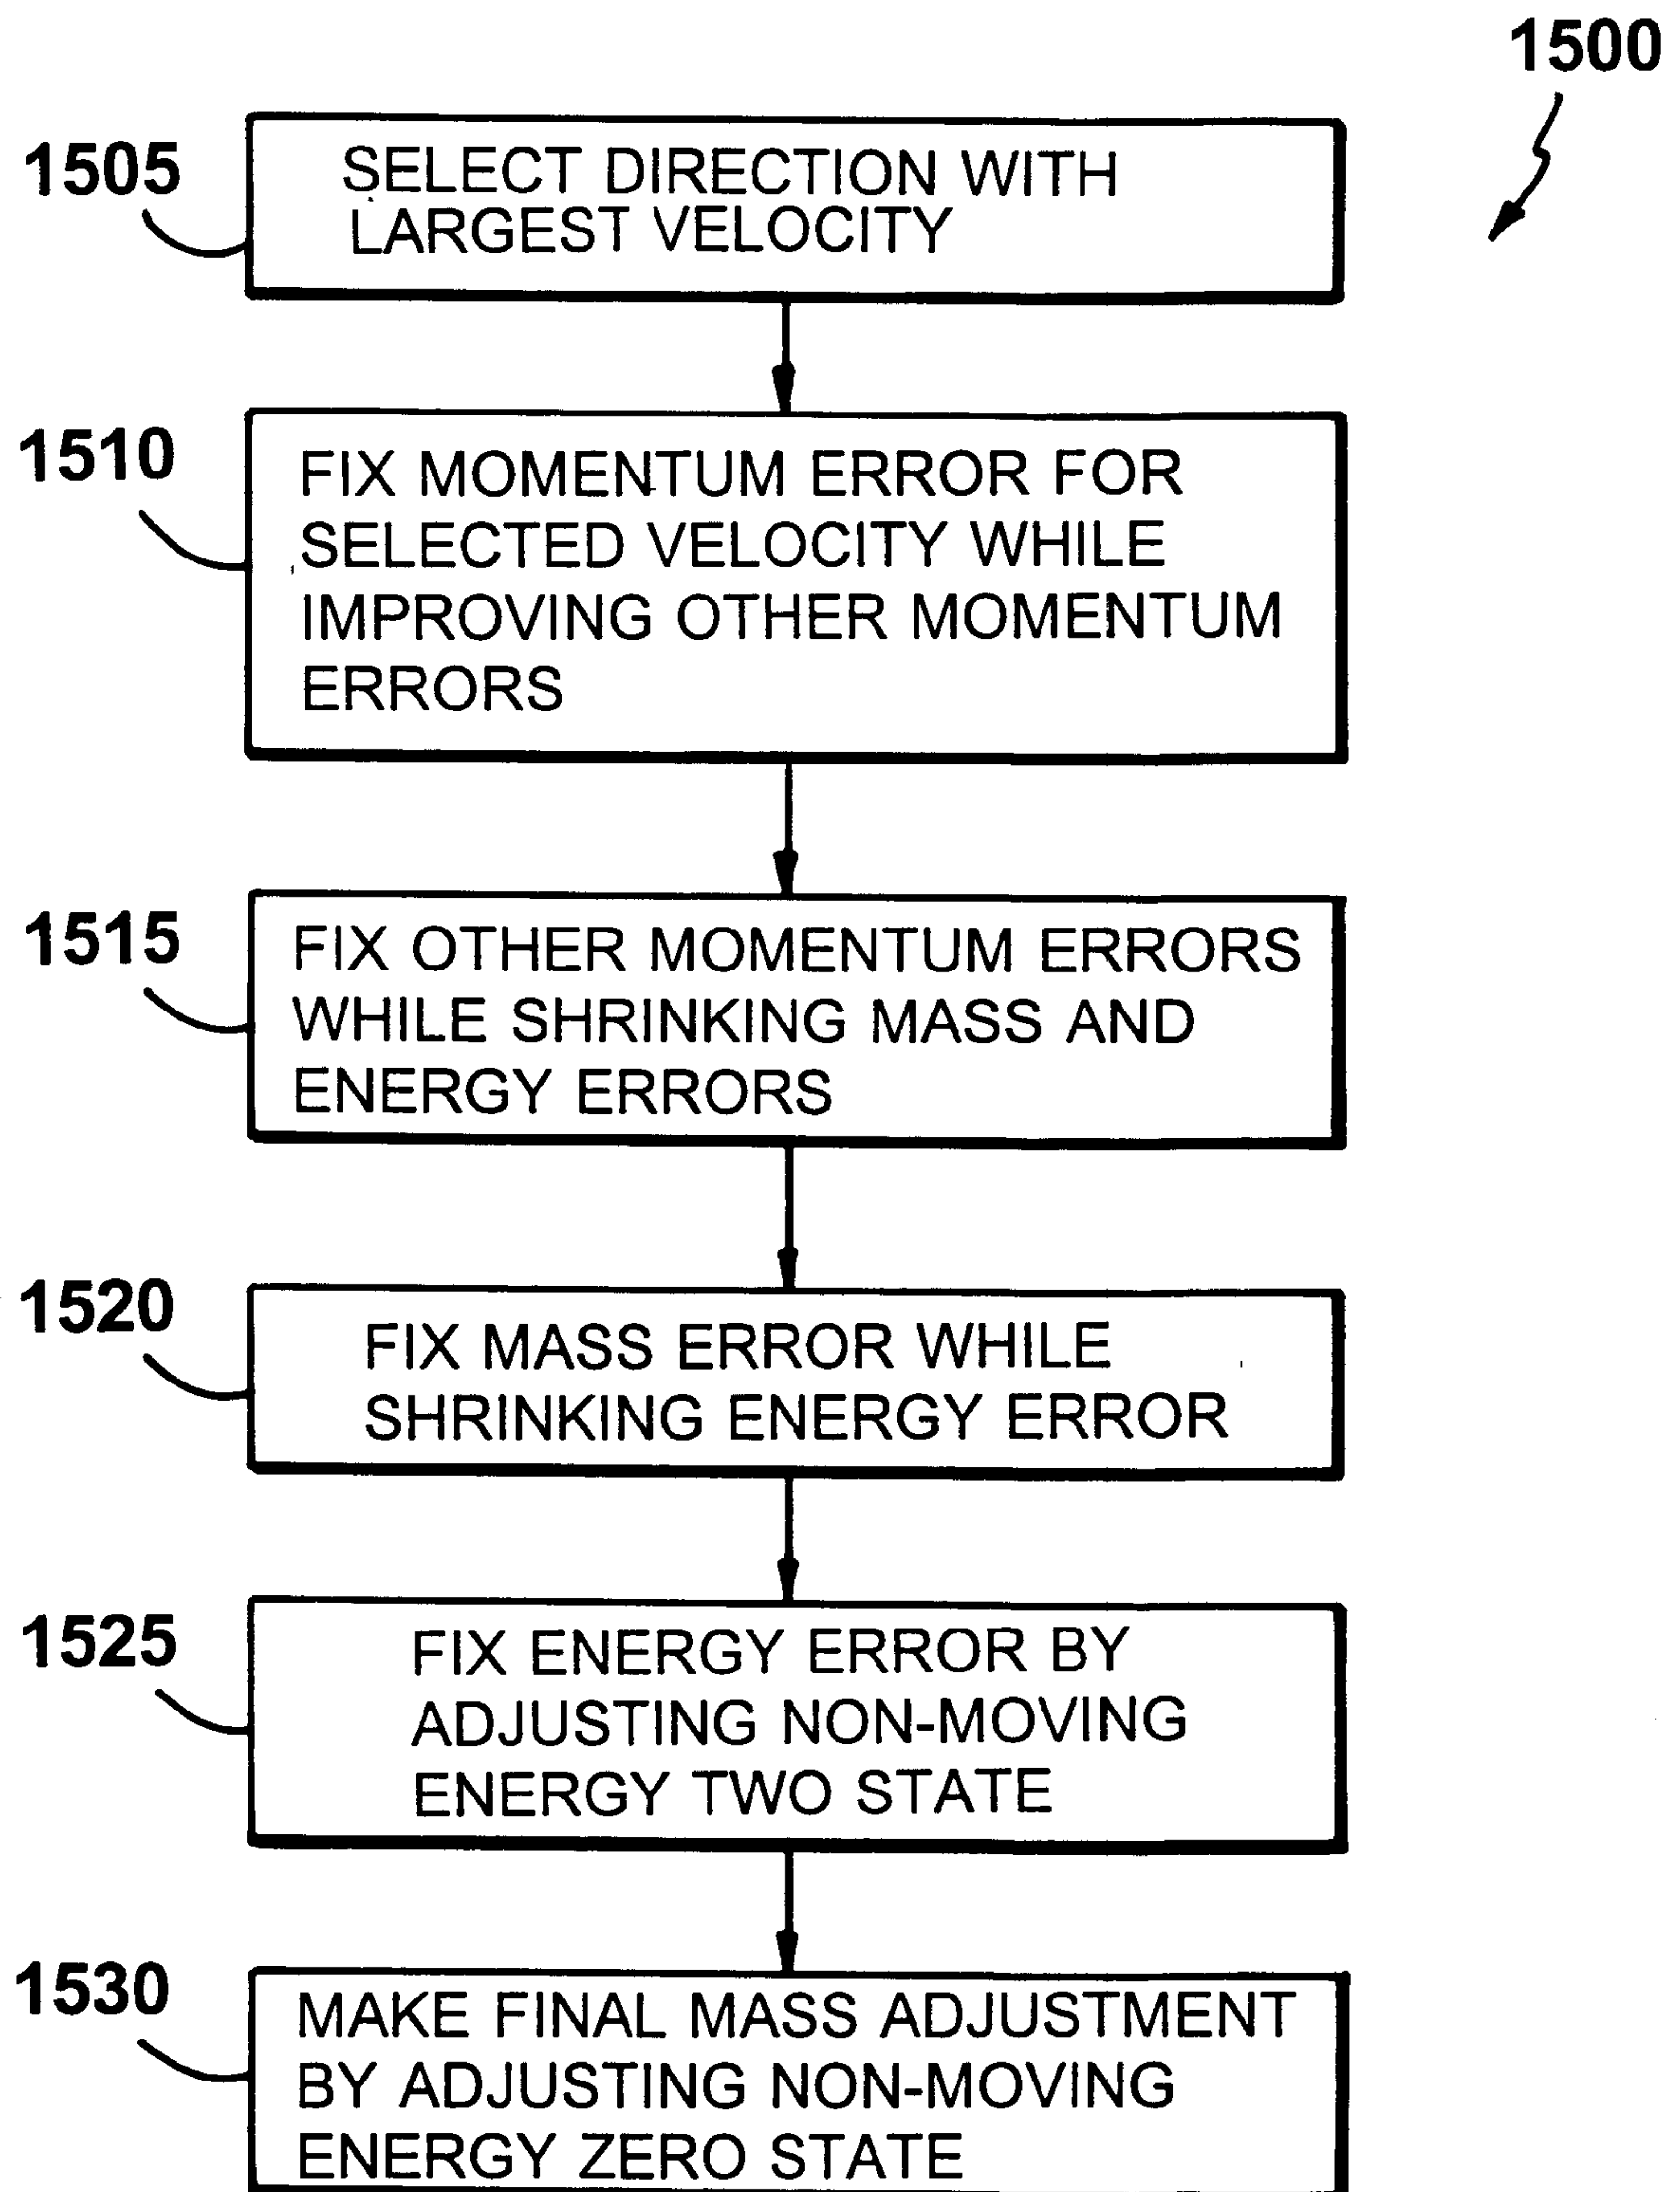 1500
1505
SELECT DIRECTION WITH
LARGEST VELOCITY
1510
FIX MOMENTUM ERROR FOR
SELECTED VELOCITY WHILE
IMPROVING OTHER MOMENTUM
ERRORS
1515
FIX OTHER MOMENTUM ERRORS
WHILE SHRINKING MASS AND
ENERGY ERRORS
1520
FIX MASS ERROR WHILE
SHRINKING ENERGY ERROR
1525
FIX ENERGY ERROR BY
ADJUSTING NON-MOVING
ENERGY TWO STATE
1530
MAKE FINAL MASS ADJUSTMENT
BY ADJUSTING NON-MOVING
ENERGY ZERO STATE